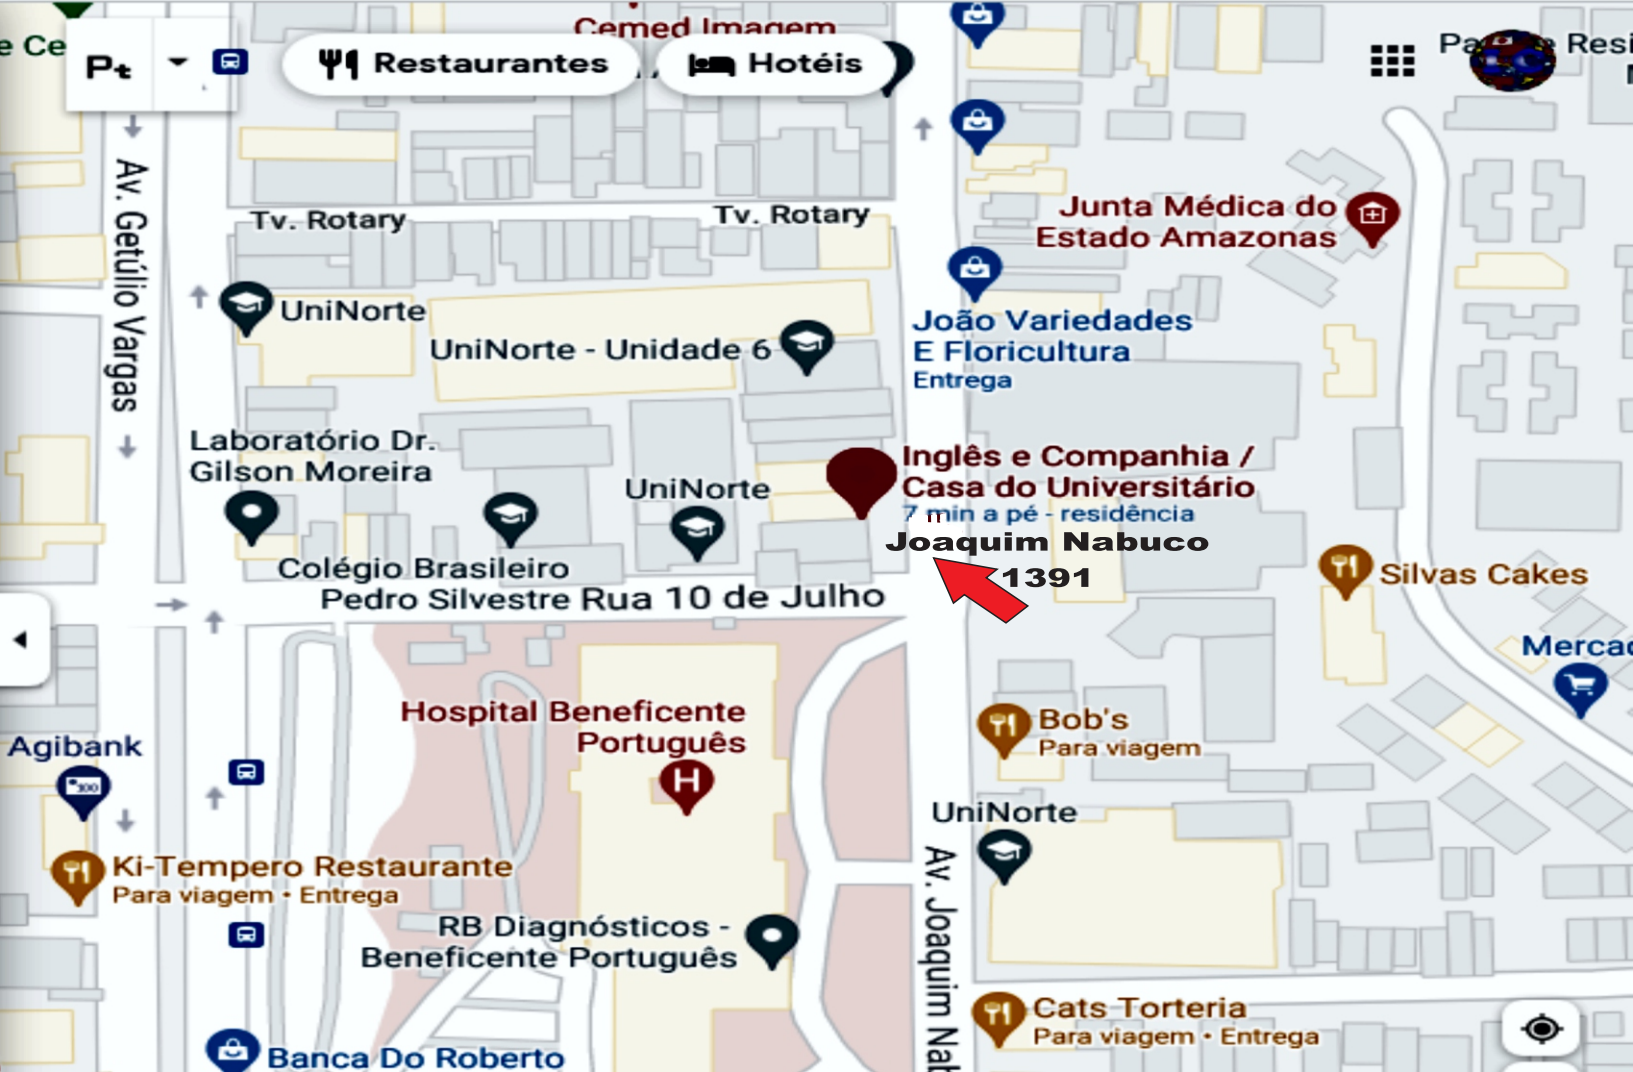 Cemed Imagem
e Ce
Pt
Restaurantes
Hotéis
Resi
Av. Getúlio Vargas
Tv. Rotary
Tv. Rotary
Junta Médica do
Estado Amazonas
UniNorte
UniNorte - Unidade 6
João Variedades
E Floricultura
Entrega
Laboratório Dr.
Gilson Moreira
UniNorte
Inglês e Companhia /
Casa do Universitário
7 min a pé - residência
Joaquim Nabuco
1391
Colégio Brasileiro
Pedro Silvestre
Rua 10 de Julho
Silvas Cakes
Mercad
Hospital Beneficente
Português
H
Bob's
Para viagem
Agibank
UniNorte
Ki-Tempero Restaurante
Para viagem • Entrega
Av. Joaquim Nab
RB Diagnósticos -
Beneficente Português
Cats Torteria
Para viagem • Entrega
Banca Do Roberto